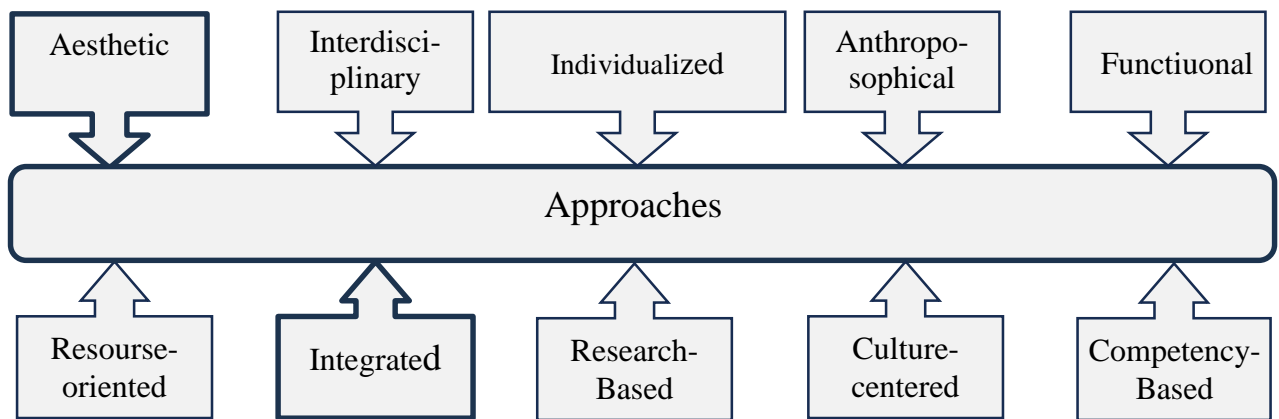 Aesthetic
Interdisci-
plinary
Individualized
Anthropo-
sophical
Functiuonal
Approaches
Resourse-
oriented
Integrated
Research-
Based
Culture-
centered
Competency-
Based